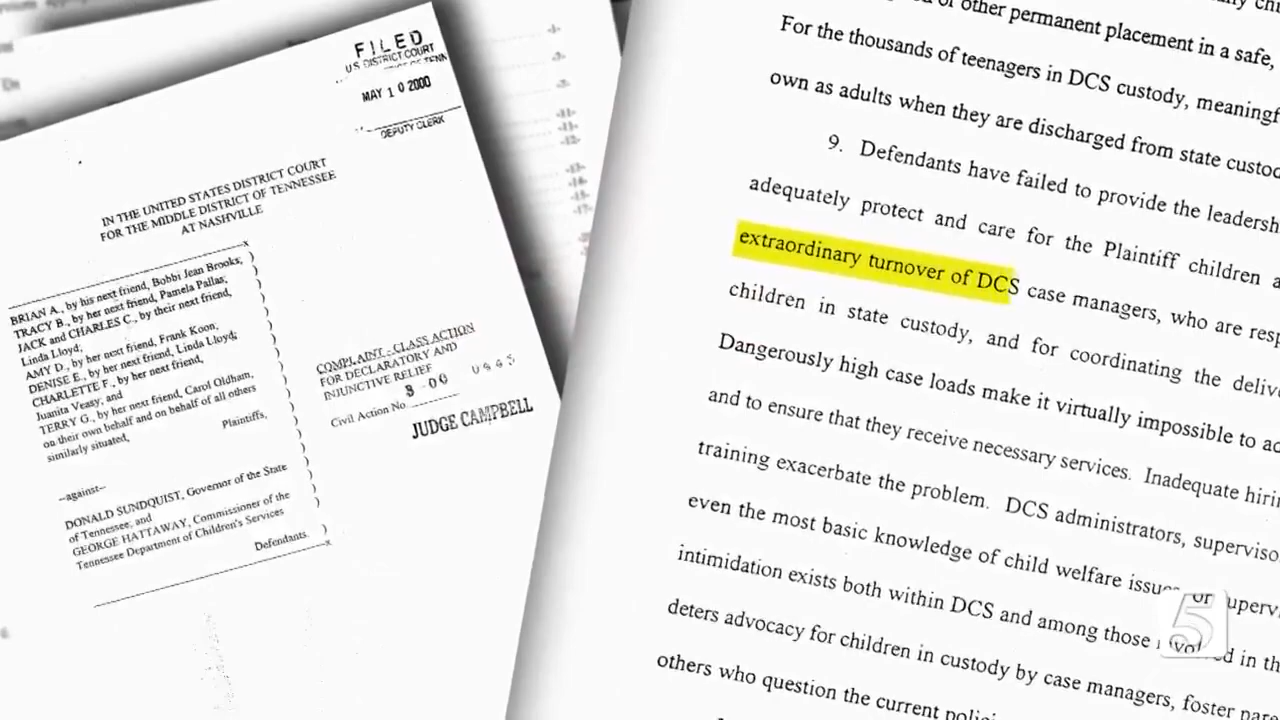 FILED
U.S. DISTRICT COURT
OF TENN
MAY 10 2000
DEPUTY CLERK
IN THE UNITED STATES DISTRICT COURT
FOR THE MIDDLE DISTRICT OF TENNESSEE
AT NASHVILLE
BRIAN A., by his next friend, Bobbi Jean Brooks;
TRACY B., by her next friend, Pamela Pallas;
JACK and CHARLES C., by their next friend,
Linda Lloyd;
AMY D., by her next friend, Frank Koon,
DENISE E., by her next friend, Linda Lloyd;
CHARLETTE F., by her next friend,
Juanita Veasy, and
TERRY G., by her next friend, Carol Oldham,
on their own behalf and on behalf of all others
similarly situated,
Plaintiffs,
--against--
DONALD SUNDQUIST, Governor of the State
of Tennessee, and
GEORGE HATTAWAY, Commissioner of the
Tennessee Department of Children's Services
Defendants.
COMPLAINT - CLASS ACTION
FOR DECLARATORY AND
INJUNCTIVE RELIEF
Civil Action No. 3-00 0445
JUDGE CAMPBELL
or other permanent placement in a safe,
For the thousands of teenagers in DCS custody,
own as adults when they are discharged from state
9. Defendants have failed to provide the
adequately protect and care for the Plaintiff children
extraordinary turnover of DCS case managers, who are
children in state custody, and for coordinating the
Dangerously high case loads make it virtually impossible to
and to ensure that they receive necessary services. Inadequate
training exacerbate the problem. DCS administrators,
even the most basic knowledge of child welfare issues or
intimidation exists both within DCS and among those involved in
deters advocacy for children in custody by case managers, foster
others who question the current
5